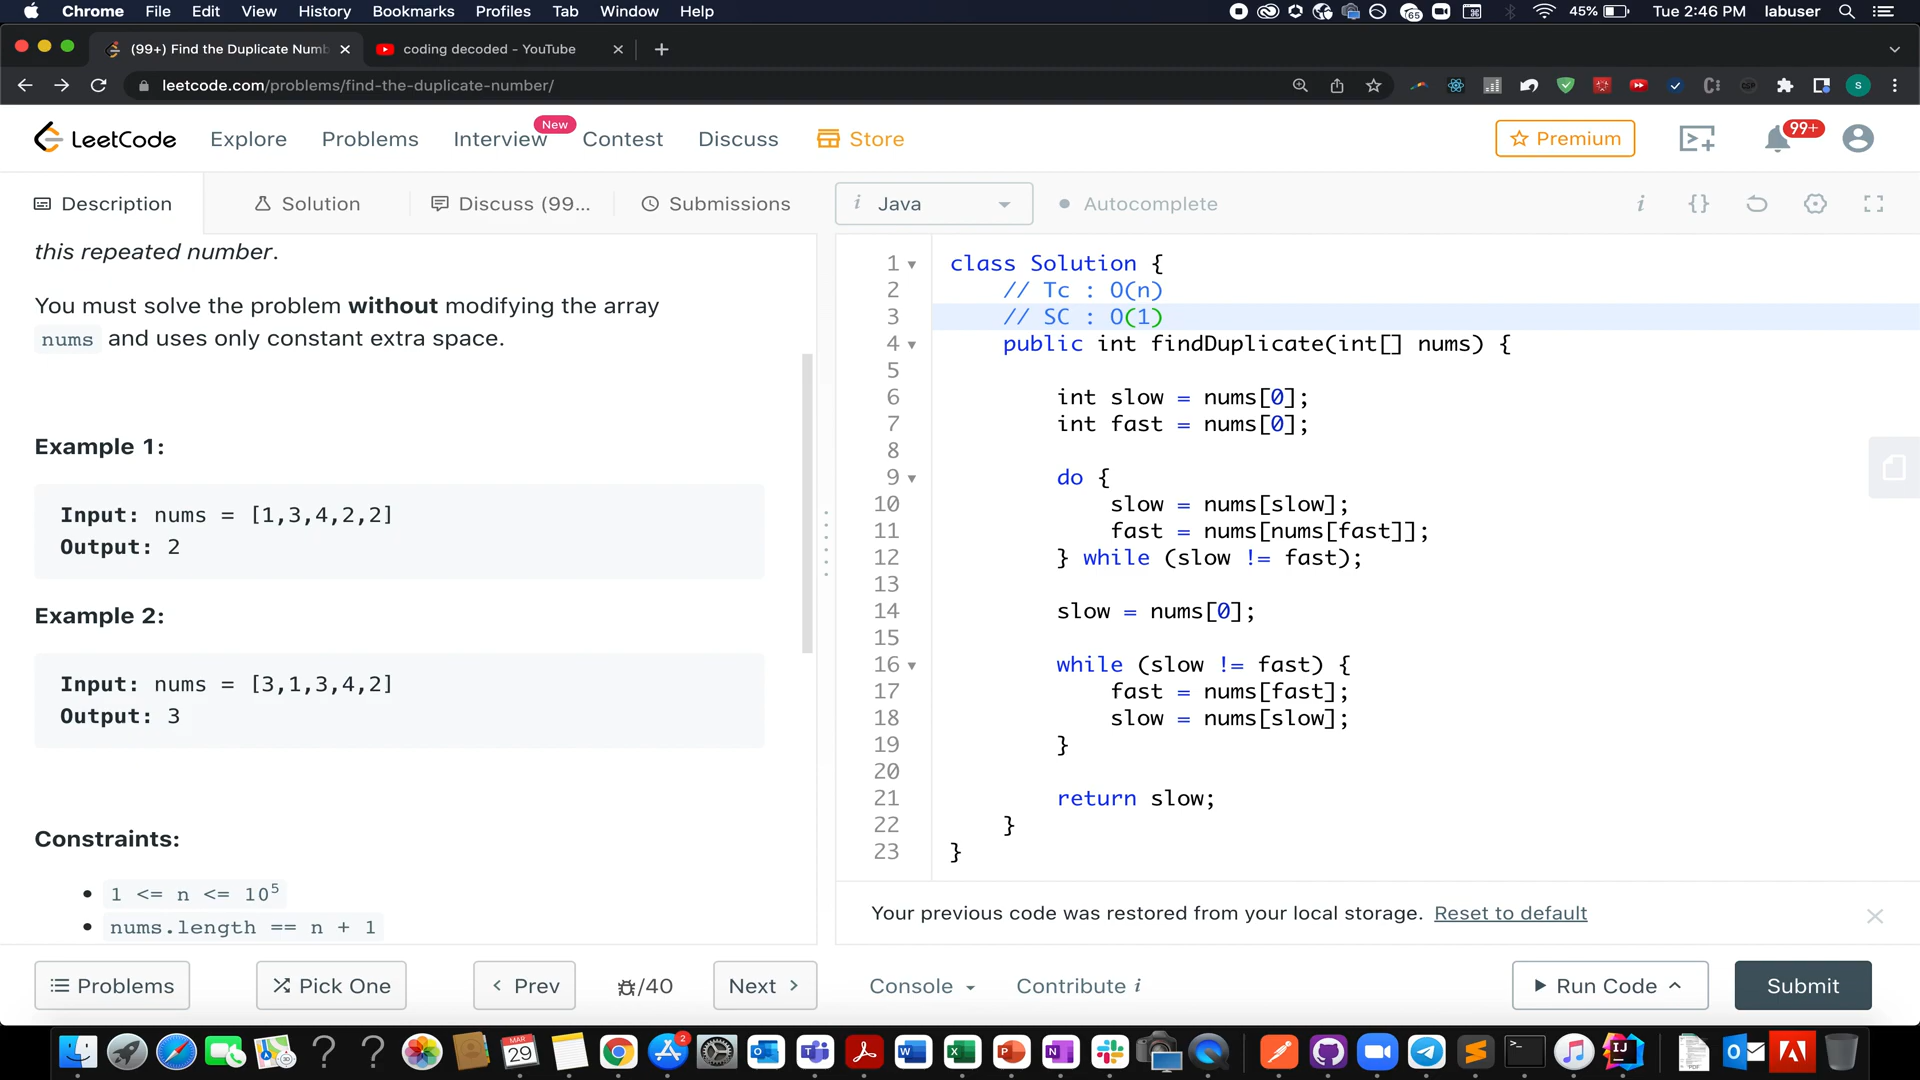 Chrome File Edit View History Bookmarks Profiles Tab Window Help 65 45% Tue 2:46 PM labuser
(99+) Find the Duplicate Numb coding decoded - YouTube
leetcode.com/problems/find-the-duplicate-number/ S
LeetCode Explore Problems Interview New Contest Discuss Store Premium 99+
Description Solution Discuss (99... Submissions i Java Autocomplete i {}
this repeated number.
You must solve the problem without modifying the array
nums and uses only constant extra space.
Example 1:
Input: nums = [1,3,4,2,2]
Output: 2
Example 2:
Input: nums = [3,1,3,4,2]
Output: 3
Constraints:
• 1 <= n <= 10⁵
• nums.length == n + 1
1 class Solution {
2 // Tc : O(n)
3 // SC : O(1)
4 public int findDuplicate(int[] nums) {
5
6 int slow = nums[0];
7 int fast = nums[0];
8
9 do {
10 slow = nums[slow];
11 fast = nums[nums[fast]];
12 } while (slow != fast);
13
14 slow = nums[0];
15
16 while (slow != fast) {
17 fast = nums[fast];
18 slow = nums[slow];
19 }
20
21 return slow;
22 }
23 }
Your previous code was restored from your local storage. Reset to default
Problems Pick One Prev /40 Next Console Contribute i Run Code Submit
MAR 29 2